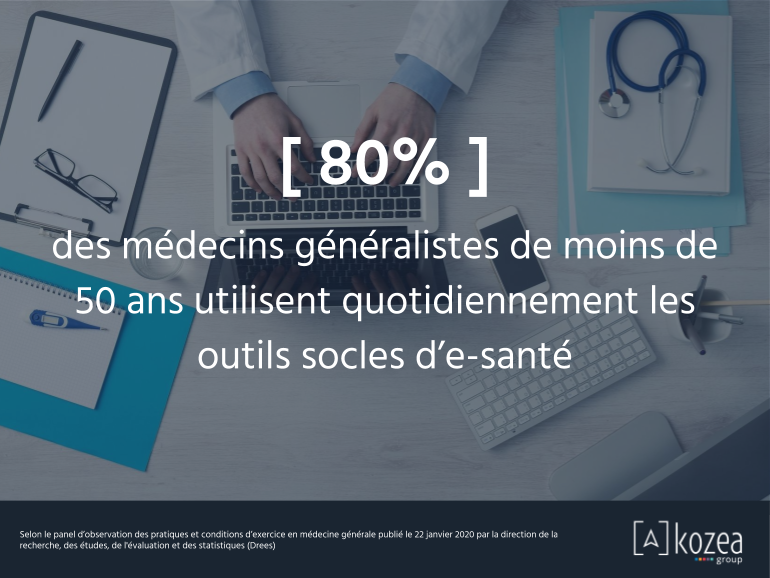 [ 80% ]
des médecins généralistes de moins de
50 ans utilisent quotidiennement les
outils socles d’e-santé
Selon le panel d'observation des pratiques et conditions d'exercice en médecine générale publié le 22 janvier 2020 par la direction de la
recherche, des études, de l'évaluation et des statistiques (Drees)
[A] kozea
group